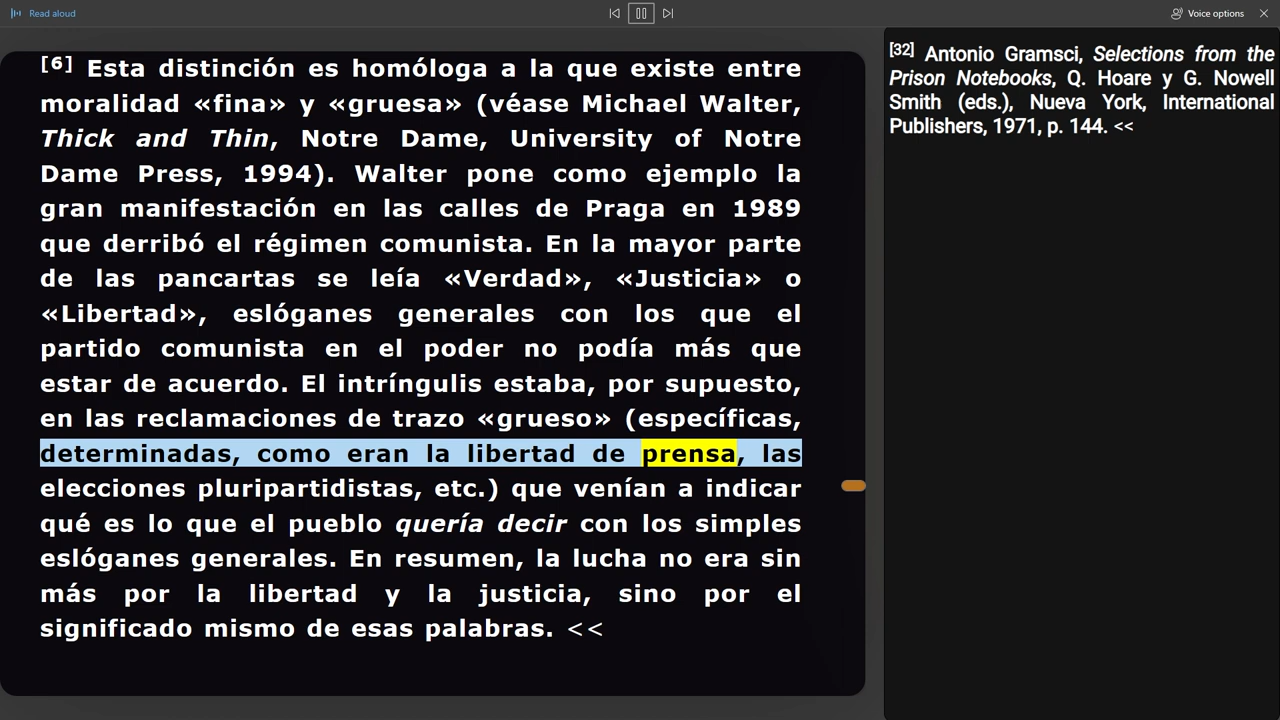 Read aloud
Voice options
[6] Esta distinción es homóloga a la que existe entre
moralidad «fina» y «gruesa» (véase Michael Walter,
Thick and Thin, Notre Dame, University of Notre
Dame Press, 1994). Walter pone como ejemplo la
gran manifestación en las calles de Praga en 1989
que derribó el régimen comunista. En la mayor parte
de las pancartas se leía «Verdad», «Justicia» o
«Libertad», eslóganes generales con los que el
partido comunista en el poder no podía más que
estar de acuerdo. El intríngulis estaba, por supuesto,
en las reclamaciones de trazo «grueso» (específicas,
determinadas, como eran la libertad de prensa, las
elecciones pluripartidistas, etc.) que venían a indicar
qué es lo que el pueblo quería decir con los simples
eslóganes generales. En resumen, la lucha no era sin
más por la libertad y la justicia, sino por el
significado mismo de esas palabras. <<
[32] Antonio Gramsci, Selections from the
Prison Notebooks, Q. Hoare y G. Nowell
Smith (eds.), Nueva York, International
Publishers, 1971, p. 144. <<